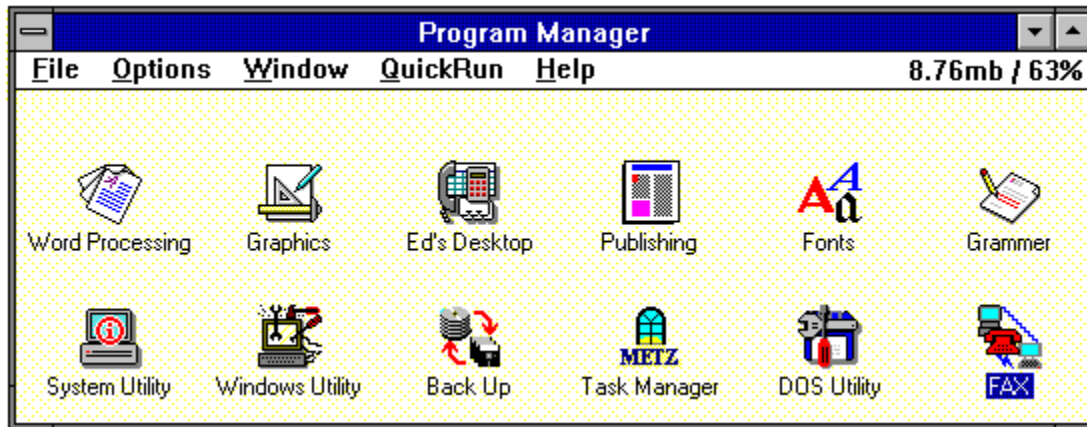 Program Manager
File Options Window QuickRun Help 8.76mb / 63%
Word Processing Graphics Ed's Desktop Publishing Fonts Grammer
METZ
System Utility Windows Utility Back Up Task Manager DOS Utility FAX